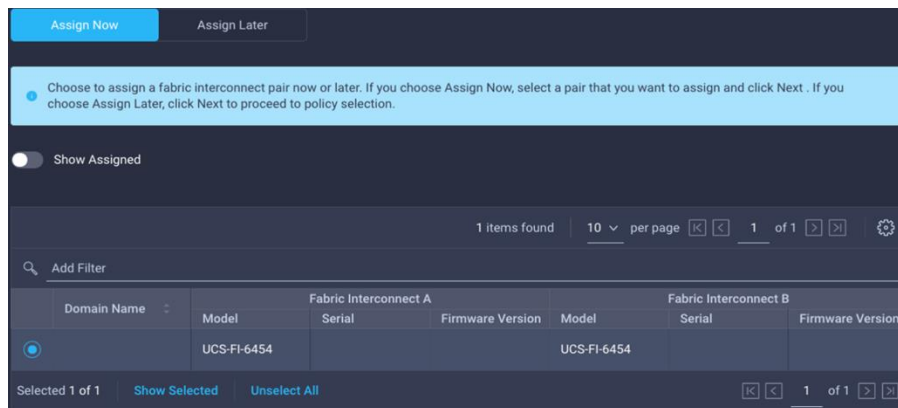 Assign Now Assign Later
Choose to assign a fabric interconnect pair now or later. If you choose Assign Now, select a pair that you want to assign and click Next . If you
choose Assign Later, click Next to proceed to policy selection.
Show Assigned
1 items found 10 per page 1 of 1
Add Filter
Fabric Interconnect A Fabric Interconnect B
Domain Name
Model Serial Firmware Version Model Serial Firmware Version
UCS-FI-6454 UCS-FI-6454
Selected 1 of 1 Show Selected Unselect All 1 of 1